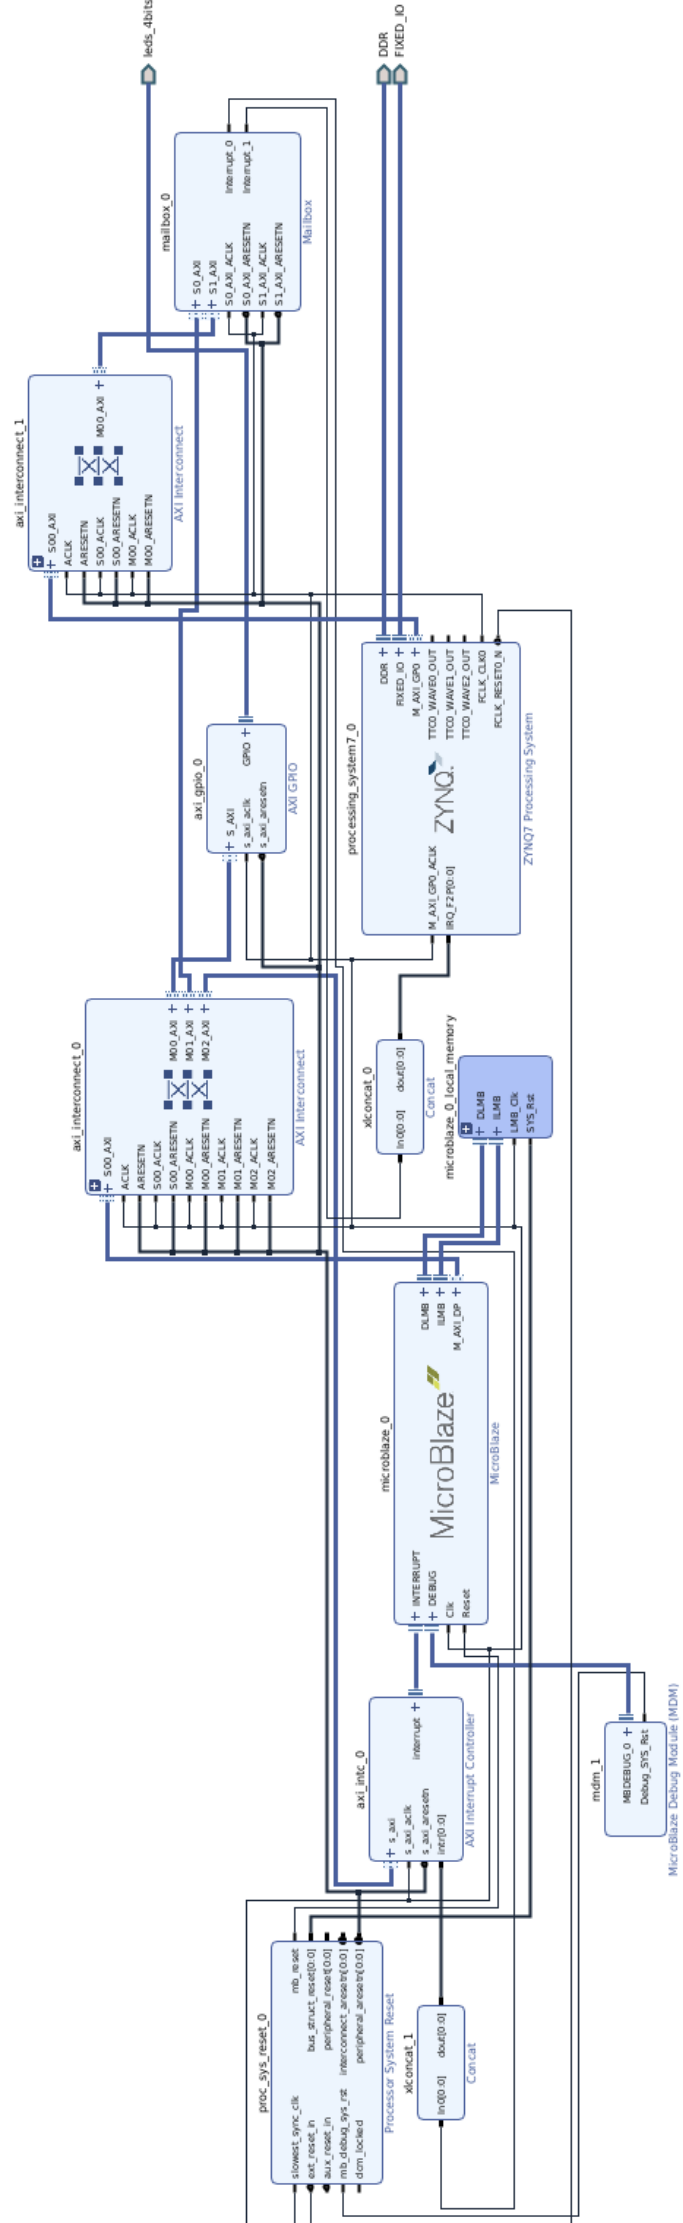 proc_sys_reset_0
slowest_sync_clk
ext_reset_in
aux_reset_in
mb_debug_sys_rst
dcm_locked
mb_reset
bus_struct_reset[0:0]
peripheral_reset[0:0]
interconnect_aresetn[0:0]
peripheral_aresetn[0:0]
Processor System Reset
xlconcat_1
In0[0:0]
dout[0:0]
Concat
axi_intc_0
s_axi
s_axi_aclk
s_axi_aresetn
intr[0:0]
interrupt
AXI Interrupt Controller
mdm_1
MBDEBUG_0
Debug_SYS_Rst
MicroBlaze Debug Module (MDM)
microblaze_0
INTERRUPT
DEBUG
Clk
Reset
MicroBlaze
DLMB
ILMB
M_AXI_DP
MicroBlaze
axi_interconnect_0
S00_AXI
ACLK
ARESETN
S00_ACLK
S00_ARESETN
M00_ACLK
M00_ARESETN
M01_ACLK
M01_ARESETN
M02_ACLK
M02_ARESETN
M00_AXI
M01_AXI
M02_AXI
AXI Interconnect
xlconcat_0
In0[0:0]
dout[0:0]
Concat
microblaze_0_local_memory
DLMB
ILMB
LMB_Clk
SYS_Rst
axi_gpio_0
S_AXI
s_axi_aclk
s_axi_aresetn
GPIO
AXI GPIO
processing_system7_0
M_AXI_GP0_ACLK
IRQ_F2P[0:0]
ZYNQ
DDR
FIXED_IO
M_AXI_GP0
TTC0_WAVE0_OUT
TTC0_WAVE1_OUT
TTC0_WAVE2_OUT
FCLK_CLK0
FCLK_RESET0_N
ZYNQ7 Processing System
axi_interconnect_1
S00_AXI
ACLK
ARESETN
S00_ACLK
S00_ARESETN
M00_ACLK
M00_ARESETN
M00_AXI
AXI Interconnect
mailbox_0
S0_AXI
S1_AXI
S0_AXI_ACLK
S0_AXI_ARESETN
S1_AXI_ACLK
S1_AXI_ARESETN
Interrupt_0
Interrupt_1
Mailbox
leds_4bits
DDR
FIXED_IO